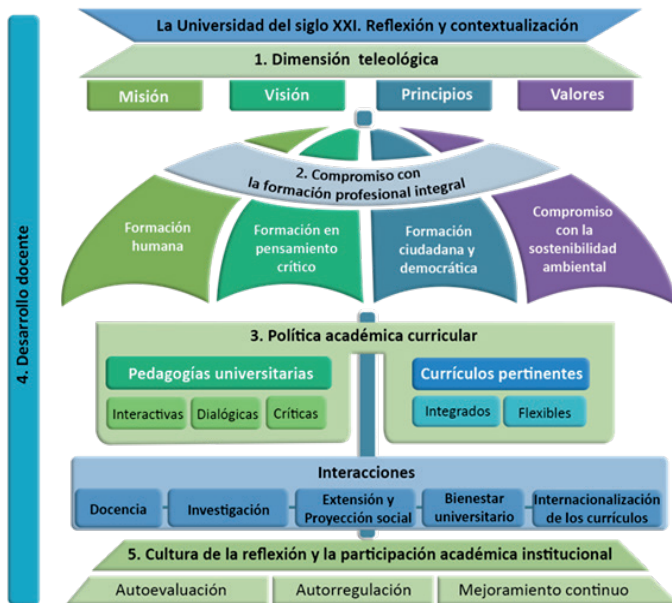 La Universidad del siglo XXI. Reflexión y contextualización
1. Dimensión teleológica
Misión
Visión
Principios
Valores
2. Compromiso con
la formación profesional integral
Formación
humana
Formación en
pensamiento
crítico
Formación
ciudadana y
democrática
Compromiso
con la
sostenibilidad
ambiental
3. Política académica curricular
Pedagogías universitarias
Interactivas
Dialógicas
Críticas
Currículos pertinentes
Integrados
Flexibles
Interacciones
Docencia
Investigación
Extensión y
Proyección social
Bienestar
universitario
Internacionalización
de los currículos
4. Desarrollo docente
5. Cultura de la reflexión y la participación académica institucional
Autoevaluación
Autorregulación
Mejoramiento continuo